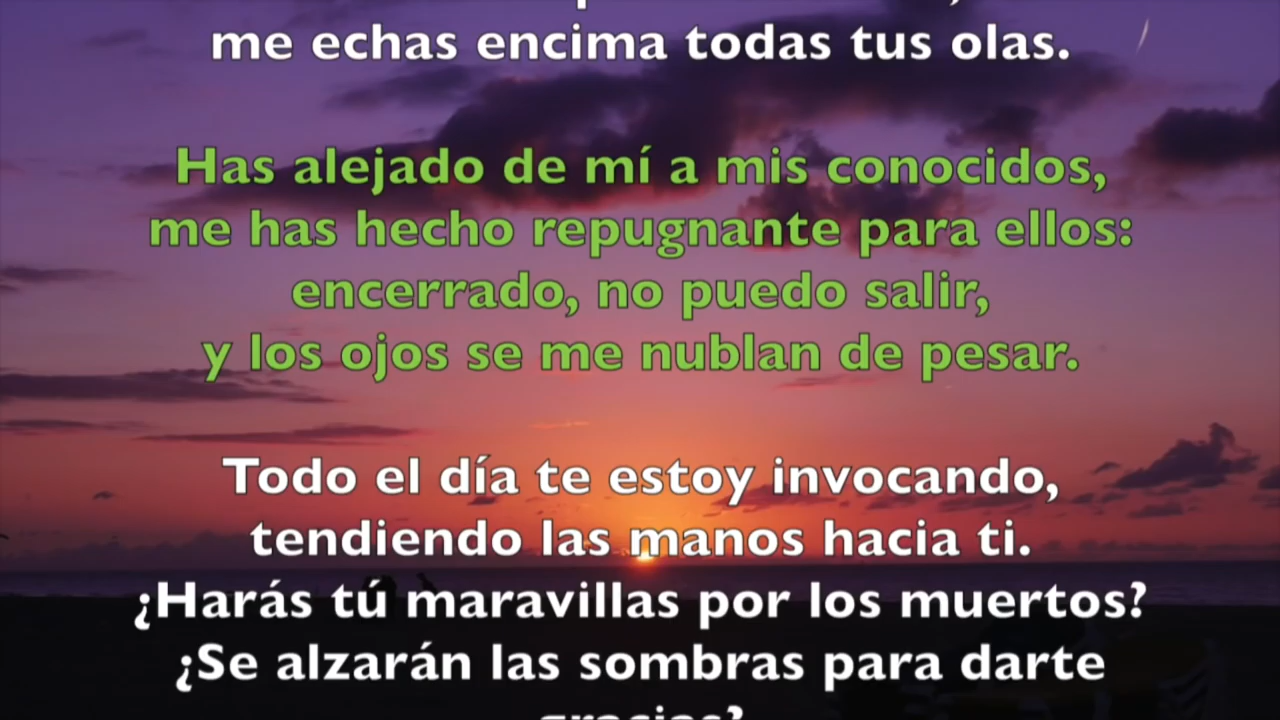 me echas encima todas tus olas.
Has alejado de mí a mis conocidos,
me has hecho repugnante para ellos:
encerrado, no puedo salir,
y los ojos se me nublan de pesar.
Todo el día te estoy invocando,
tendiendo las manos hacia ti.
¿Harás tú maravillas por los muertos?
¿Se alzarán las sombras para darte
gracias?